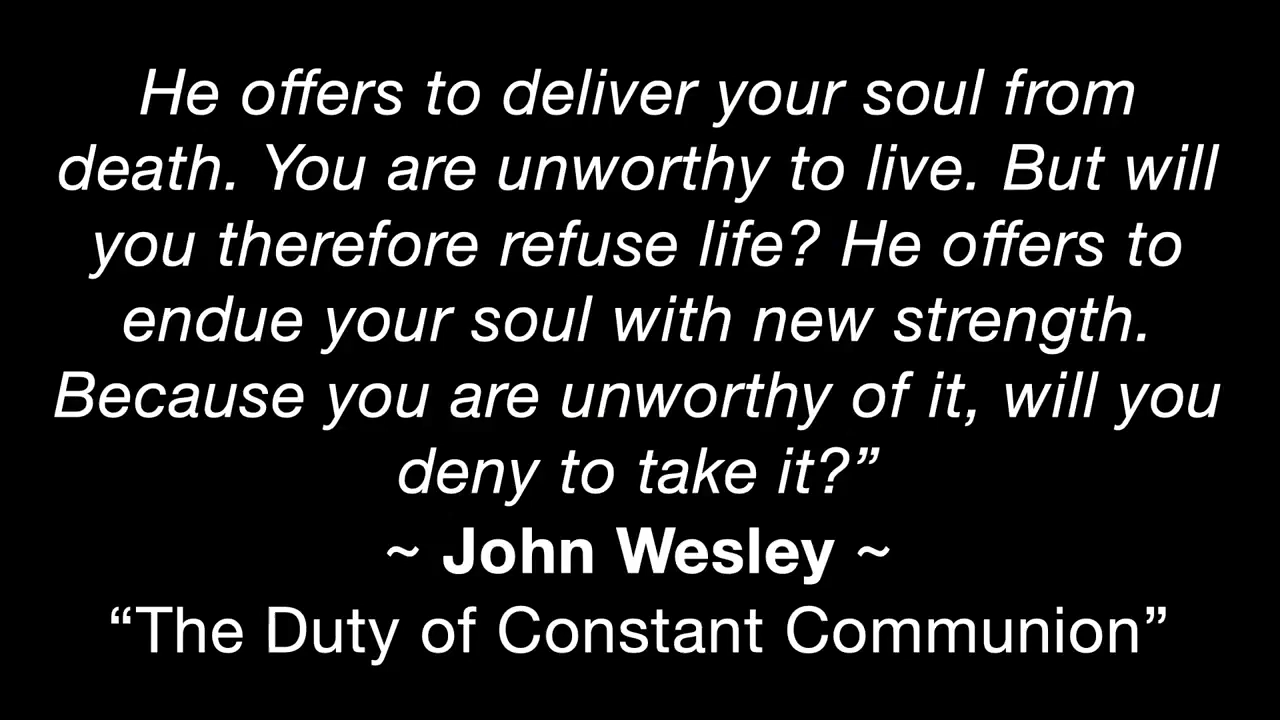 He offers to deliver your soul from
death. You are unworthy to live. But will
you therefore refuse life? He offers to
endue your soul with new strength.
Because you are unworthy of it, will you
deny to take it?”
~ John Wesley ~
“The Duty of Constant Communion”